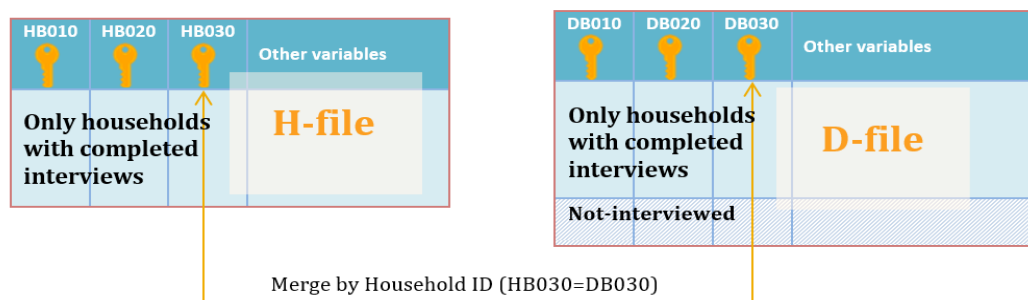 HB010 HB020 HB030 Other variables
Only households
with completed
interviews
H-file
DB010 DB020 DB030 Other variables
Only households
with completed
interviews
D-file
Not-interviewed
Merge by Household ID (HB030=DB030)